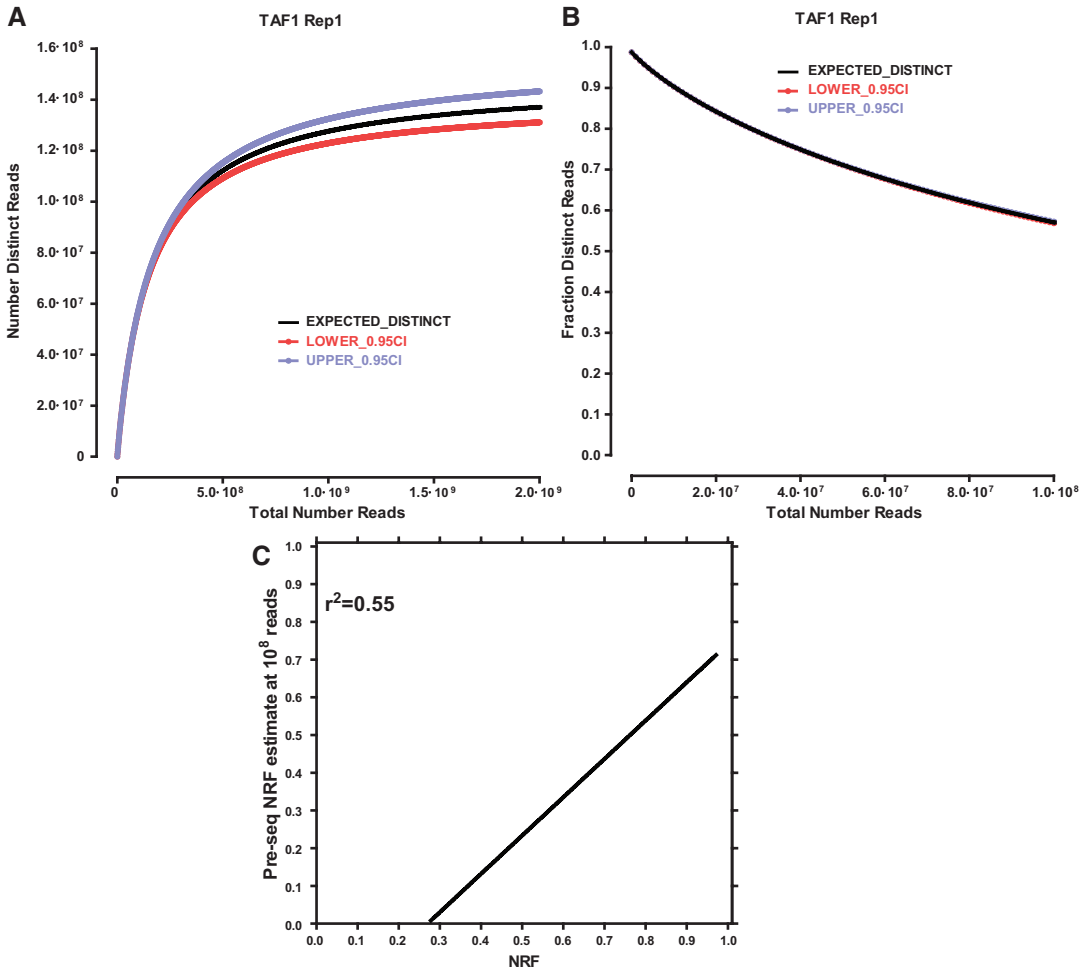 A
TAF1 Rep1
Number Distinct Reads
1.6·10⁸
1.4·10⁸
1.2·10⁸
1.0·10⁸
8.0·10⁷
6.0·10⁷
4.0·10⁷
2.0·10⁷
0
EXPECTED_DISTINCT
LOWER_0.95CI
UPPER_0.95CI
0 5.0·10⁸ 1.0·10⁹ 1.5·10⁹ 2.0·10⁹
Total Number Reads
B
TAF1 Rep1
Fraction Distinct Reads
1.0
0.9
0.8
0.7
0.6
0.5
0.4
0.3
0.2
0.1
0.0
EXPECTED_DISTINCT
LOWER_0.95CI
UPPER_0.95CI
0 2.0·10⁷ 4.0·10⁷ 6.0·10⁷ 8.0·10⁷ 1.0·10⁸
Total Number Reads
C
Pre-seq NRF estimate at 10⁸ reads
1.0
0.9
0.8
0.7
0.6
0.5
0.4
0.3
0.2
0.1
0.0
r²=0.55
0.0 0.1 0.2 0.3 0.4 0.5 0.6 0.7 0.8 0.9 1.0
NRF